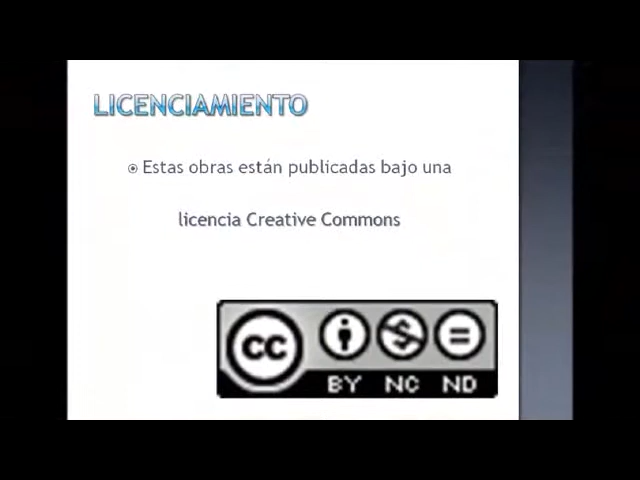 LICENCIAMIENTO
Estas obras están publicadas bajo una
licencia Creative Commons
cc
BY NC ND